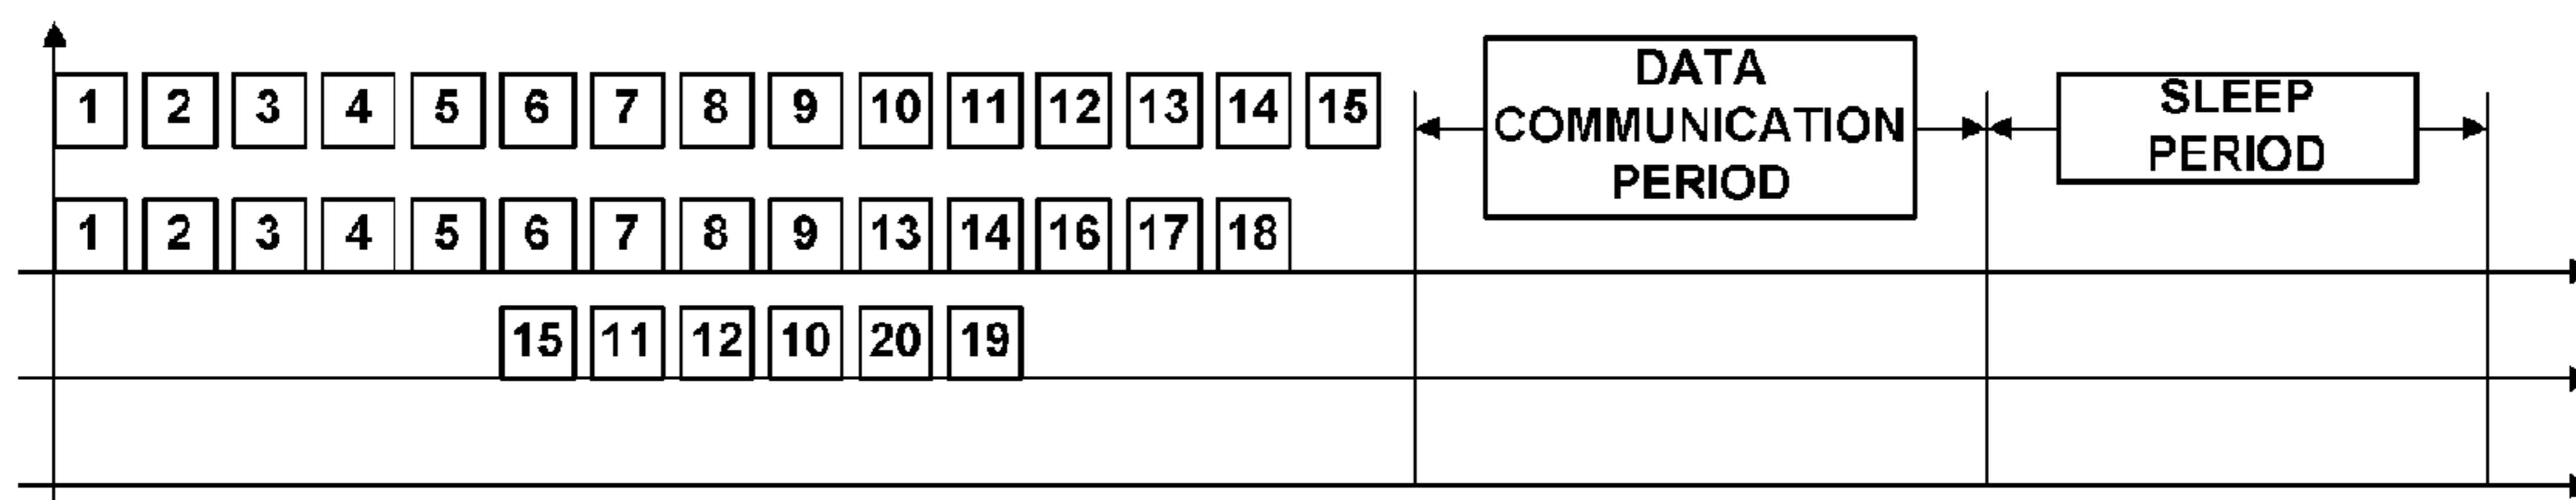 1 2 3 4 5 6 7 8 9 10 11 12 13 14 15
DATA
COMMUNICATION
PERIOD
SLEEP
PERIOD
1 2 3 4 5 6 7 8 9 13 14 16 17 18
15 11 12 10 20 19